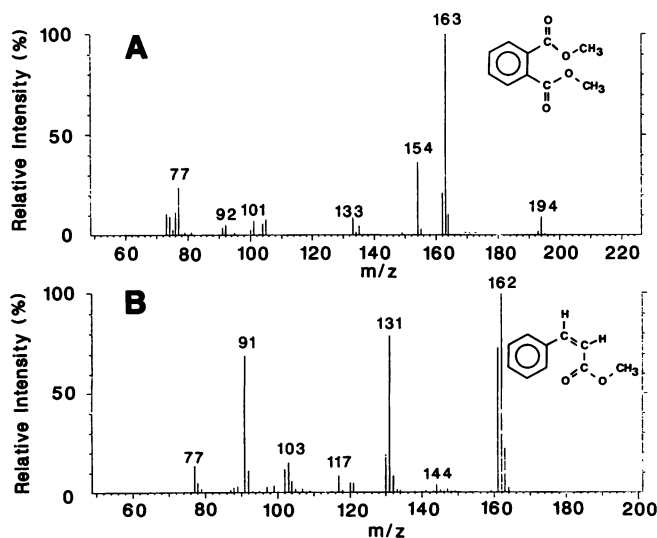 A
Relative Intensity (%)
100
50
0
163
154
77
92
101
133
194
O
C
O
CH3
O
CH3
C
O
60
80
100
120
140
160
180
200
220
m/z
B
Relative Intensity (%)
100
50
0
162
131
91
77
103
117
144
H
C
C
H
C
O
O
CH3
60
80
100
120
140
160
180
200
m/z